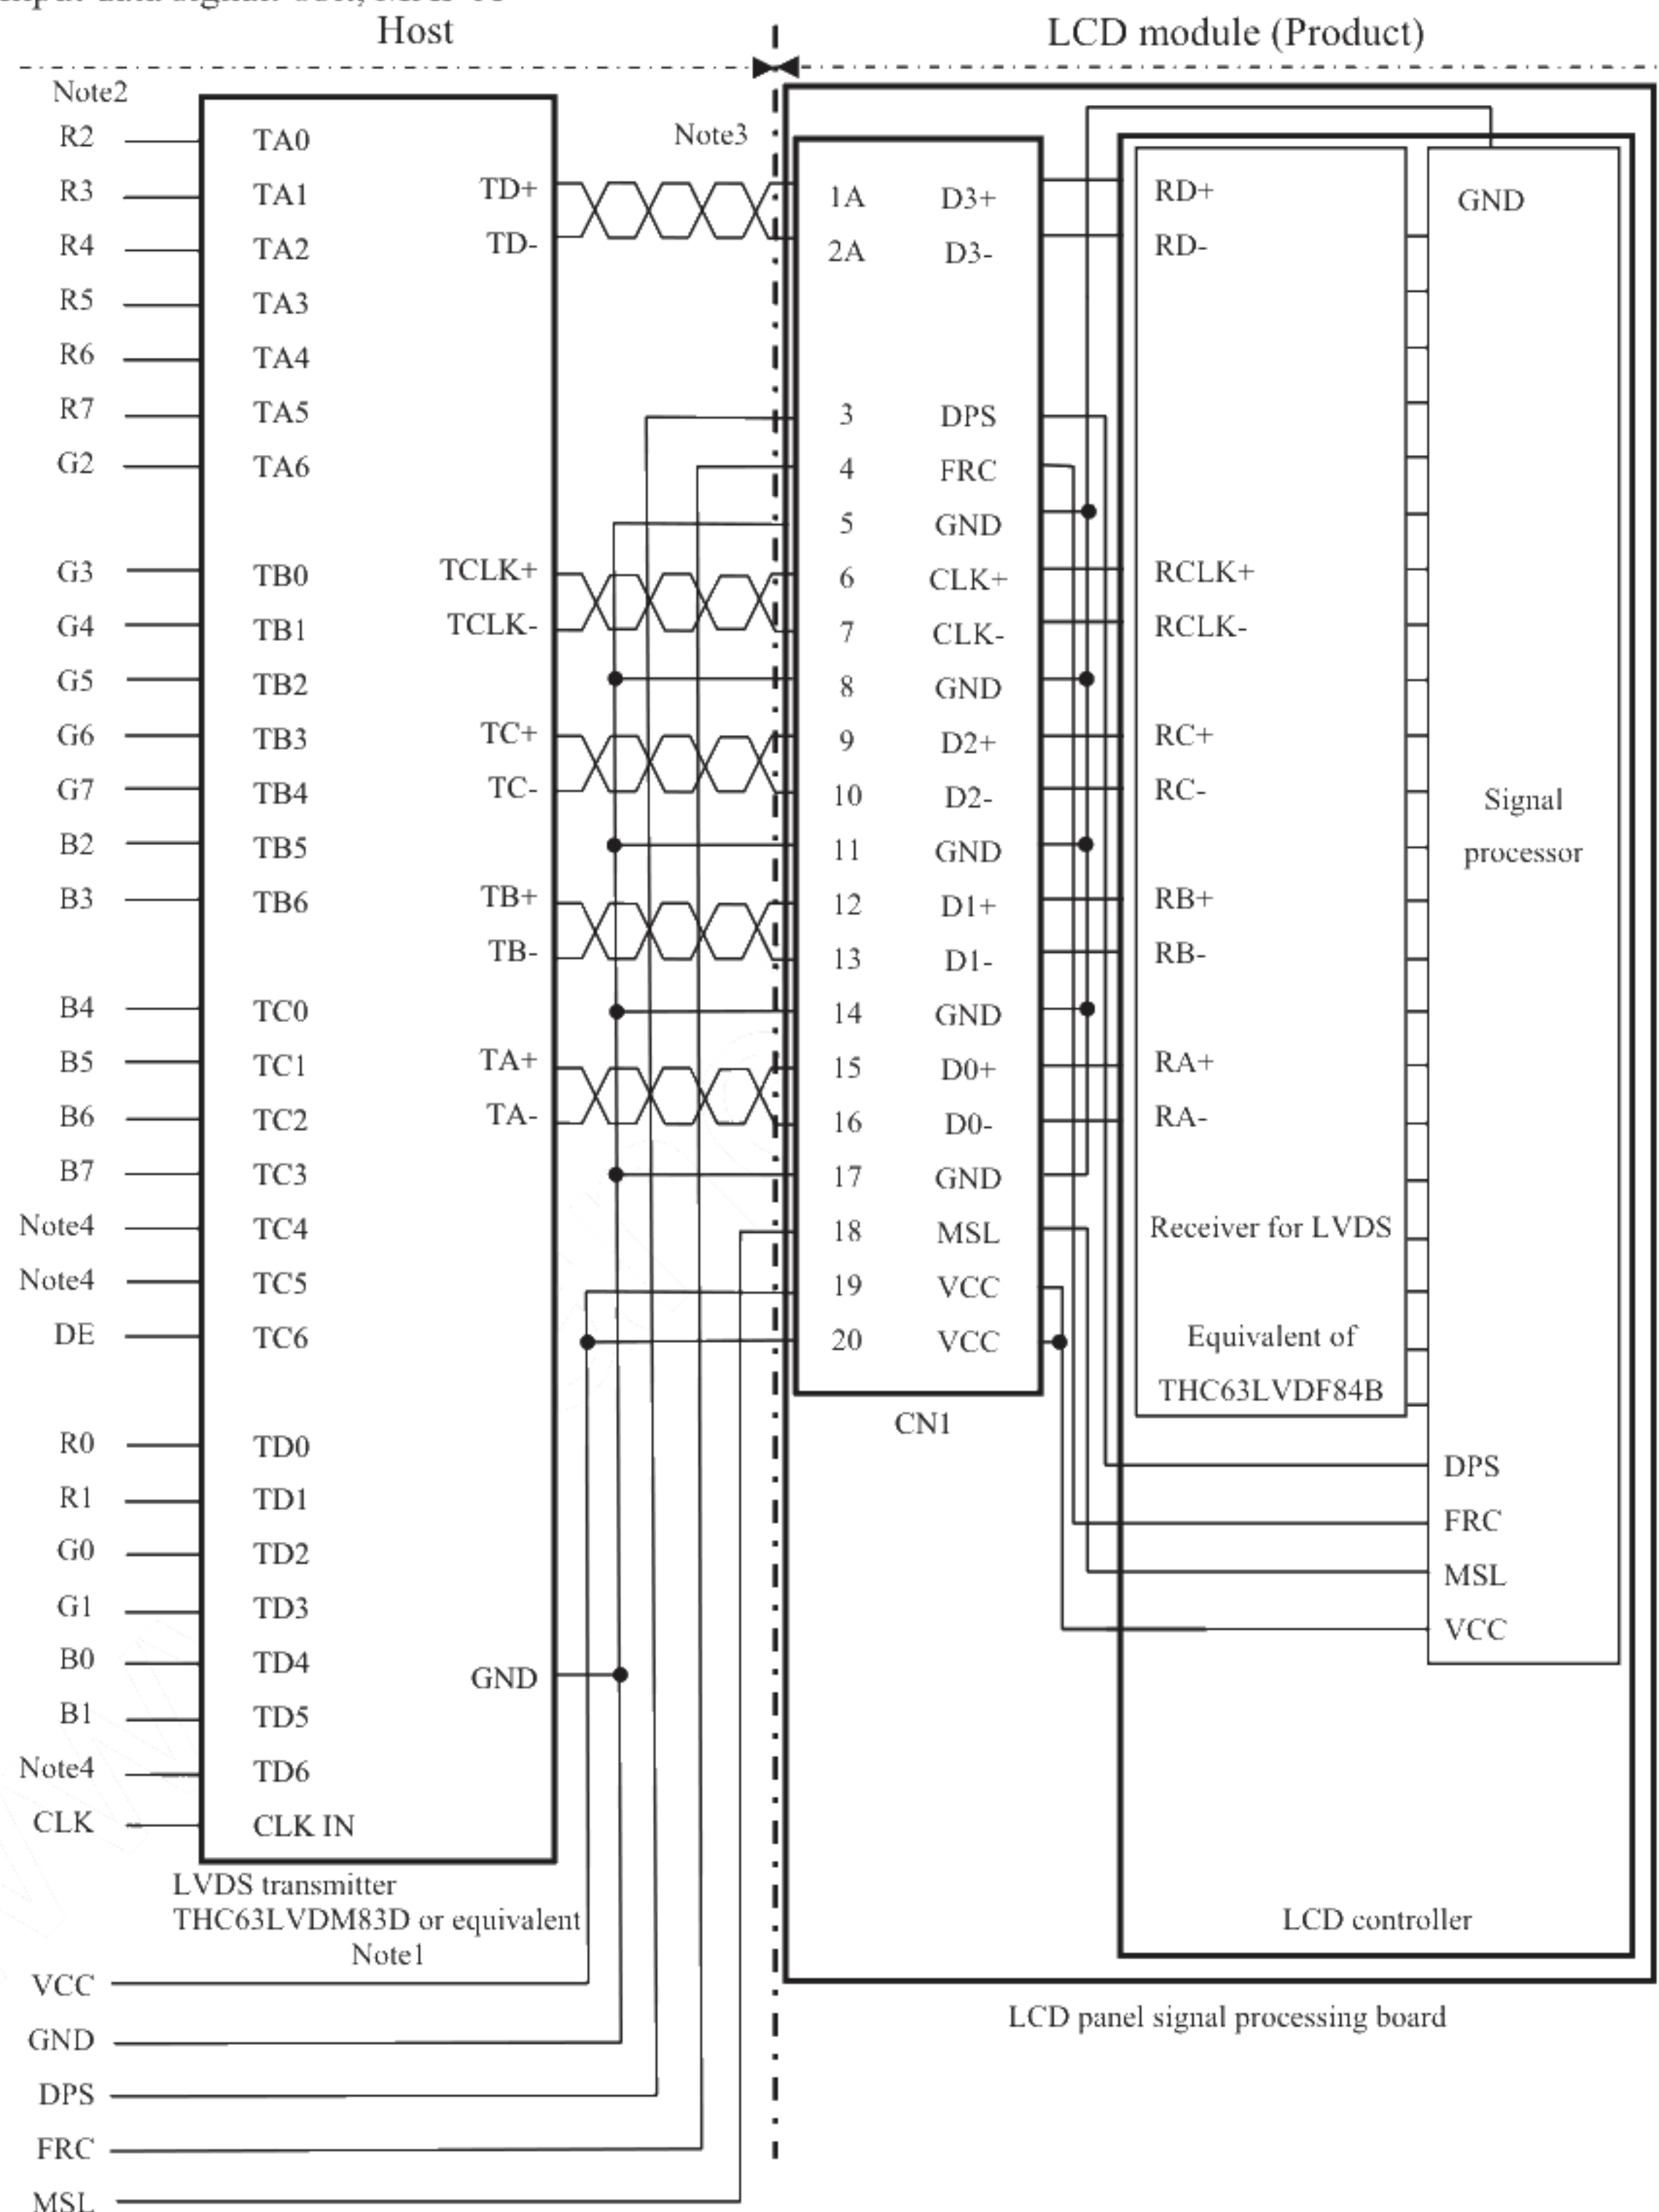 Host
LCD module (Product)
Note2
R2 TA0
R3 TA1
R4 TA2
R5 TA3
R6 TA4
R7 TA5
G2 TA6
G3 TB0
G4 TB1
G5 TB2
G6 TB3
G7 TB4
B2 TB5
B3 TB6
B4 TC0
B5 TC1
B6 TC2
B7 TC3
Note4 TC4
Note4 TC5
DE TC6
R0 TD0
R1 TD1
G0 TD2
G1 TD3
B0 TD4
B1 TD5
Note4 TD6
CLK CLK IN
TD+
TD-
TCLK+
TCLK-
TC+
TC-
TB+
TB-
TA+
TA-
GND
LVDS transmitter
THC63LVDM83D or equivalent
Note1
VCC
GND
DPS
FRC
MSL
Note3
1A D3+
2A D3-
3 DPS
4 FRC
5 GND
6 CLK+
7 CLK-
8 GND
9 D2+
10 D2-
11 GND
12 D1+
13 D1-
14 GND
15 D0+
16 D0-
17 GND
18 MSL
19 VCC
20 VCC
CN1
RD+
RD-
RCLK+
RCLK-
RC+
RC-
RB+
RB-
RA+
RA-
Receiver for LVDS
Equivalent of
THC63LVDF84B
GND
Signal
processor
DPS
FRC
MSL
VCC
LCD controller
LCD panel signal processing board